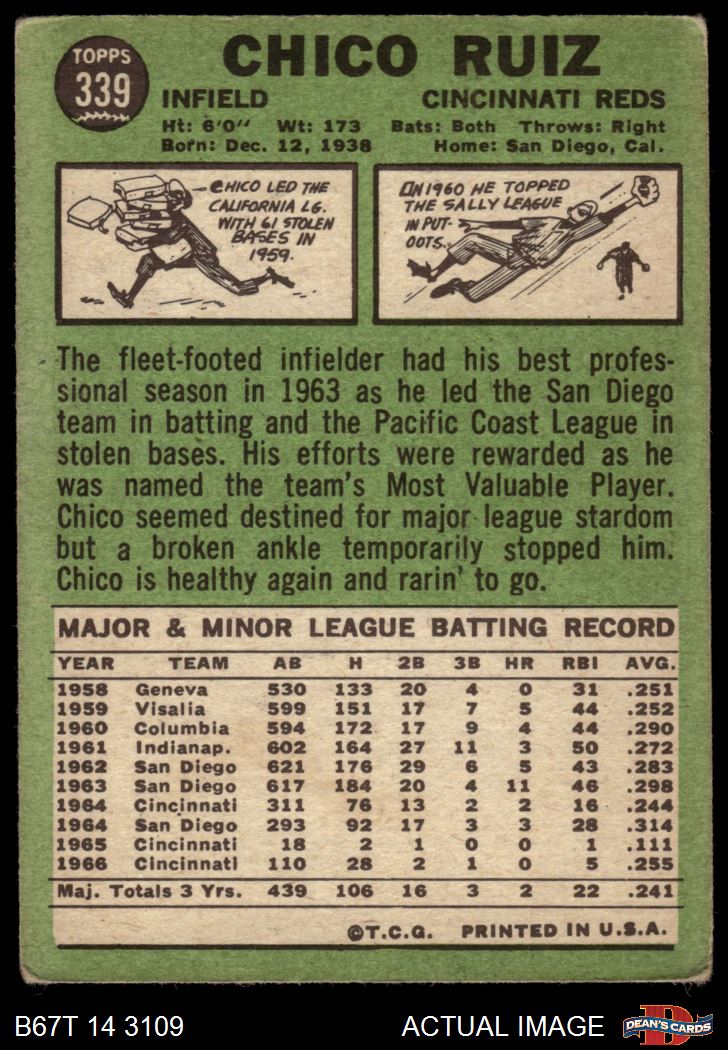 TOPPS
339
CHICO RUIZ
INFIELD CINCINNATI REDS
Ht: 6'0" Wt: 173 Bats: Both Throws: Right
Born: Dec. 12, 1938 Home: San Diego, Cal.
CHICO LED THE
CALIFORNIA LG.
WITH 61 STOLEN
BASES IN
1959.
IN 1960 HE TOPPED
THE SALLY LEAGUE
IN PUT-
OUTS.
The fleet-footed infielder had his best profes-
sional season in 1963 as he led the San Diego
team in batting and the Pacific Coast League in
stolen bases. His efforts were rewarded as he
was named the team's Most Valuable Player.
Chico seemed destined for major league stardom
but a broken ankle temporarily stopped him.
Chico is healthy again and rarin' to go.
MAJOR & MINOR LEAGUE BATTING RECORD
YEAR TEAM AB H 2B 3B HR RBI AVG.
1958 Geneva 530 133 20 4 0 31 .251
1959 Visalia 599 151 17 7 5 44 .252
1960 Columbia 594 172 17 9 4 44 .290
1961 Indianap. 602 164 27 11 3 50 .272
1962 San Diego 621 176 29 6 5 43 .283
1963 San Diego 617 184 20 4 11 46 .298
1964 Cincinnati 311 76 13 2 2 16 .244
1964 San Diego 293 92 17 3 3 28 .314
1965 Cincinnati 18 2 1 0 0 1 .111
1966 Cincinnati 110 28 2 1 0 5 .255
Maj. Totals 3 Yrs. 439 106 16 3 2 22 .241
©T.C.G. PRINTED IN U.S.A.
B67T 14 3109 ACTUAL IMAGE
D
DEAN'S CARDS